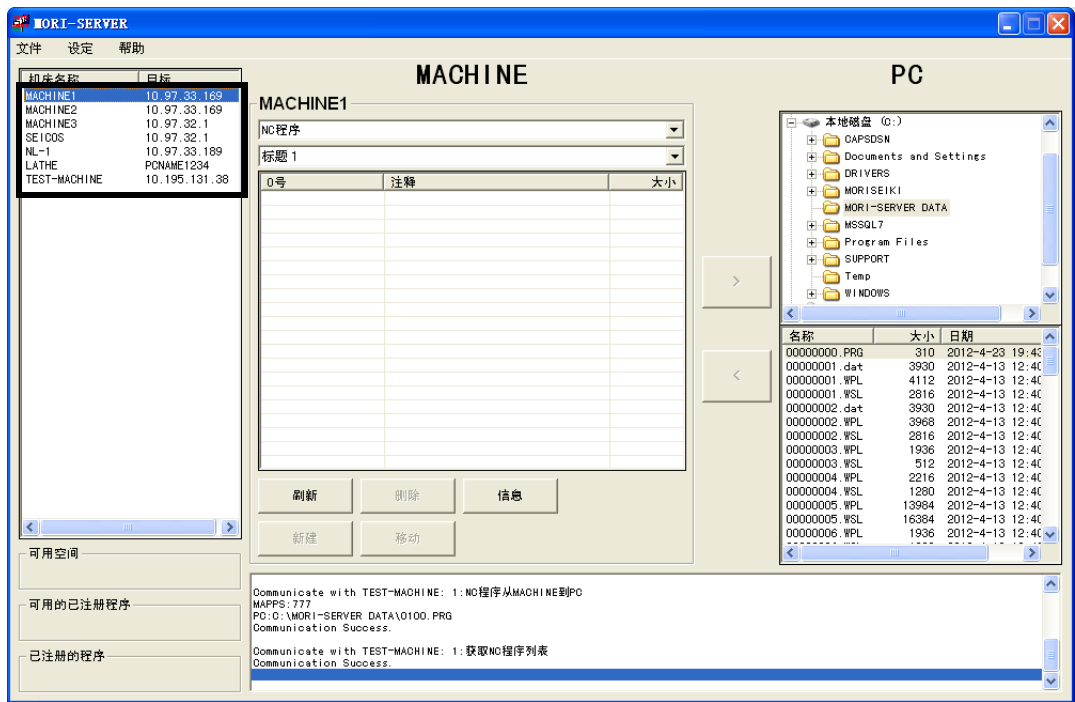 MORI-SERVER
文件 设定 帮助
机床名称 目标
MACHINE1 10.97.33.169
MACHINE2 10.97.33.169
MACHINE3 10.97.32.1
SEICOS 10.97.32.1
NL-1 10.97.33.189
LATHE PCNAME1234
TEST-MACHINE 10.195.131.38
可用空间
可用的已注册程序
已注册的程序
MACHINE
MACHINE1
NC程序
标题 1
O号 注释 大小
刷新 删除 信息
新建 移动
>
<
PC
本地磁盘 (C:)
CAPSDSN
Documents and Settings
DRIVERS
MORISEIKI
MORI-SERVER DATA
MSSQL7
Program Files
SUPPORT
Temp
WINDOWS
名称 大小 日期
00000000.PRG 310 2012-4-23 19:43
00000001.dat 3930 2012-4-13 12:40
00000001.WPL 4112 2012-4-13 12:40
00000001.WSL 2816 2012-4-13 12:40
00000002.dat 3930 2012-4-13 12:40
00000002.WPL 3968 2012-4-13 12:40
00000002.WSL 2816 2012-4-13 12:40
00000003.WPL 1936 2012-4-13 12:40
00000003.WSL 512 2012-4-13 12:40
00000004.WPL 2216 2012-4-13 12:40
00000004.WSL 1280 2012-4-13 12:40
00000005.WPL 13984 2012-4-13 12:40
00000005.WSL 16384 2012-4-13 12:40
00000006.WPL 1936 2012-4-13 12:40
Communicate with TEST-MACHINE: 1:NC程序从MACHINE到PC
MAPPS:777
PC:C:\MORI-SERVER DATA\O100.PRG
Communication Success.
Communicate with TEST-MACHINE: 1:获取NC程序列表
Communication Success.